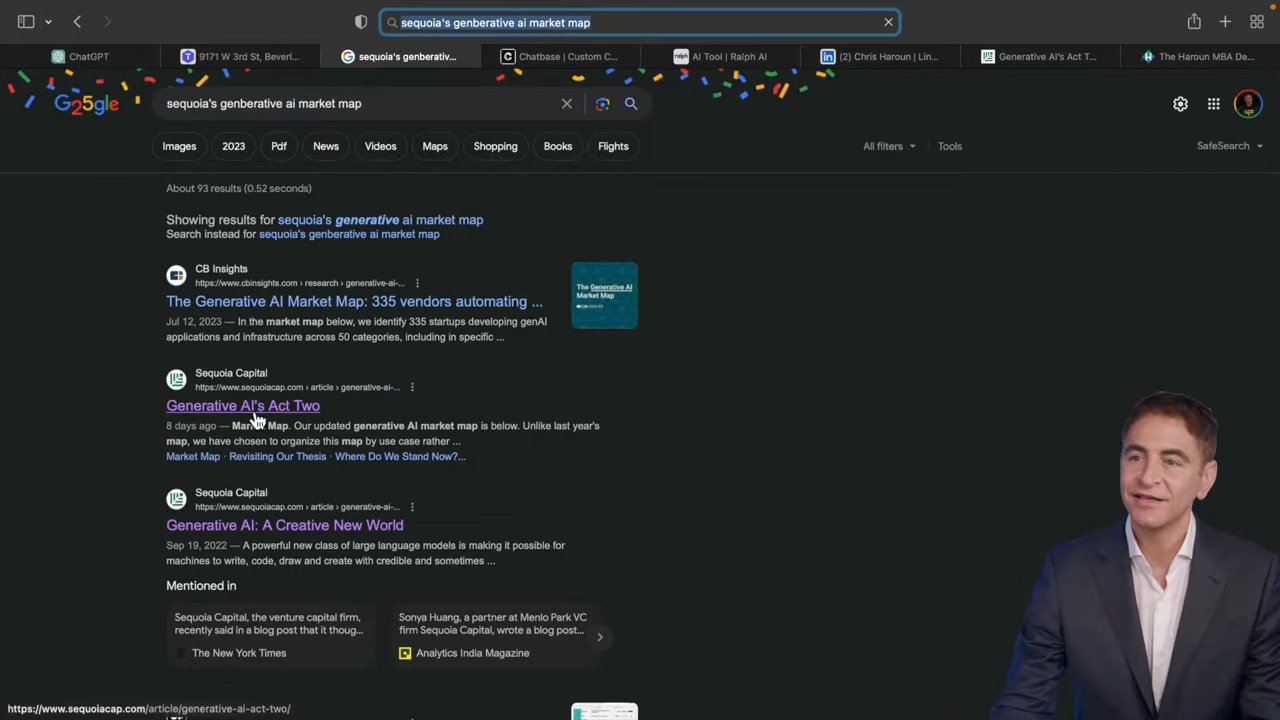 sequoia's genberative ai market map
ChatGPT
9171 W 3rd St, Beverl...
sequoia's genberativ...
Chatbase | Custom C...
AI Tool | Ralph AI
(2) Chris Haroun | Lin...
Generative AI's Act T...
The Haroun MBA De...
G25gle
sequoia's genberative ai market map
Images
2023
Pdf
News
Videos
Maps
Shopping
Books
Flights
All filters
Tools
SafeSearch
About 93 results (0.52 seconds)
Showing results for sequoia's generative ai market map
Search instead for sequoia's genberative ai market map
CB Insights
https://www.cbinsights.com › research › generative-ai-...
The Generative AI Market Map: 335 vendors automating ...
Jul 12, 2023 — In the market map below, we identify 335 startups developing genAI
applications and infrastructure across 50 categories, including in specific ...
The Generative AI
Market Map
Sequoia Capital
https://www.sequoiacap.com › article › generative-ai-...
Generative AI's Act Two
8 days ago — Market Map. Our updated generative AI market map is below. Unlike last year's
map, we have chosen to organize this map by use case rather ...
Market Map · Revisiting Our Thesis · Where Do We Stand Now?...
Sequoia Capital
https://www.sequoiacap.com › article › generative-ai-...
Generative AI: A Creative New World
Sep 19, 2022 — A powerful new class of large language models is making it possible for
machines to write, code, draw and create with credible and sometimes ...
Mentioned in
Sequoia Capital, the venture capital firm,
recently said in a blog post that it thoug...
The New York Times
Sonya Huang, a partner at Menlo Park VC
firm Sequoia Capital, wrote a blog post...
Analytics India Magazine
https://www.sequoiacap.com/article/generative-ai-act-two/